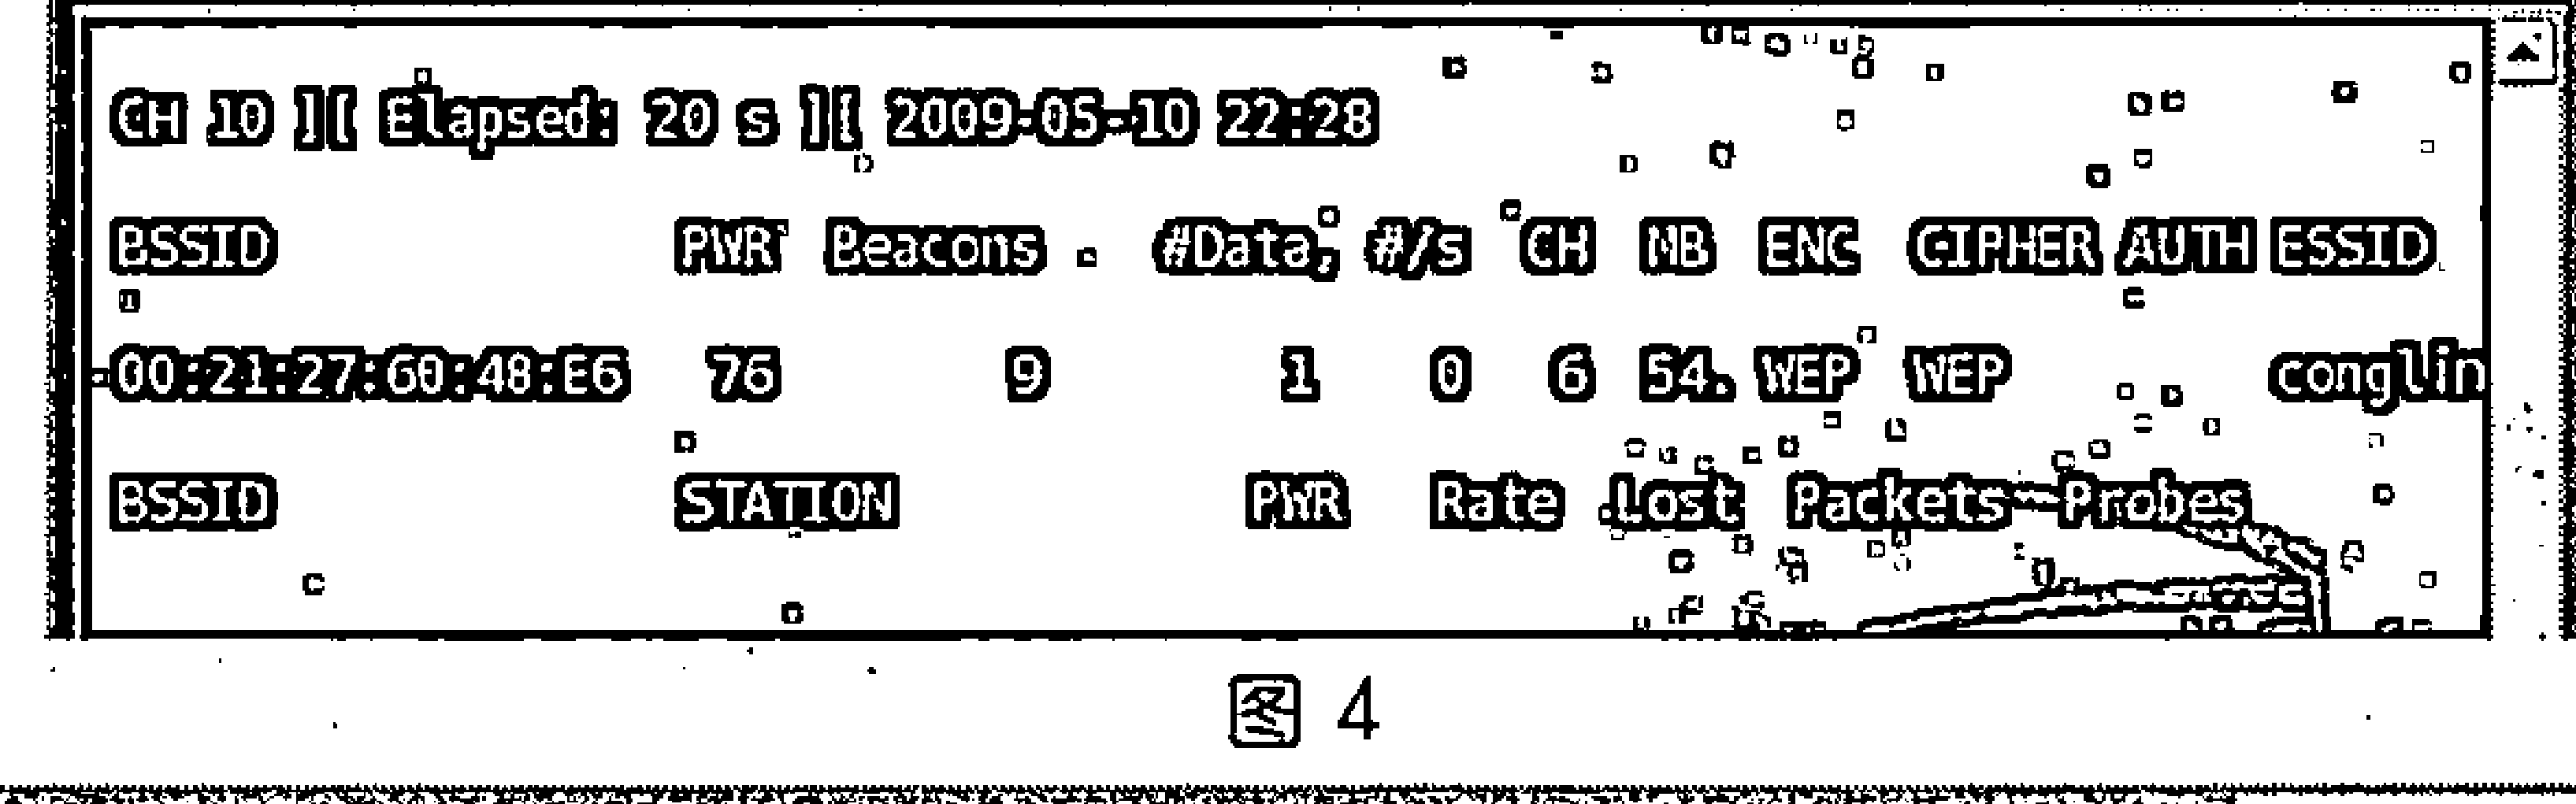 CH 10 ][ Elapsed: 20 s ][ 2009-05-10 22:28
BSSID PWR Beacons #Data, #/s CH MB ENC CIPHER AUTH ESSID
00:21:27:60:48:E6 76 9 1 0 6 54. WEP WEP conglin
BSSID STATION PWR Rate Lost Packets Probes
图 4